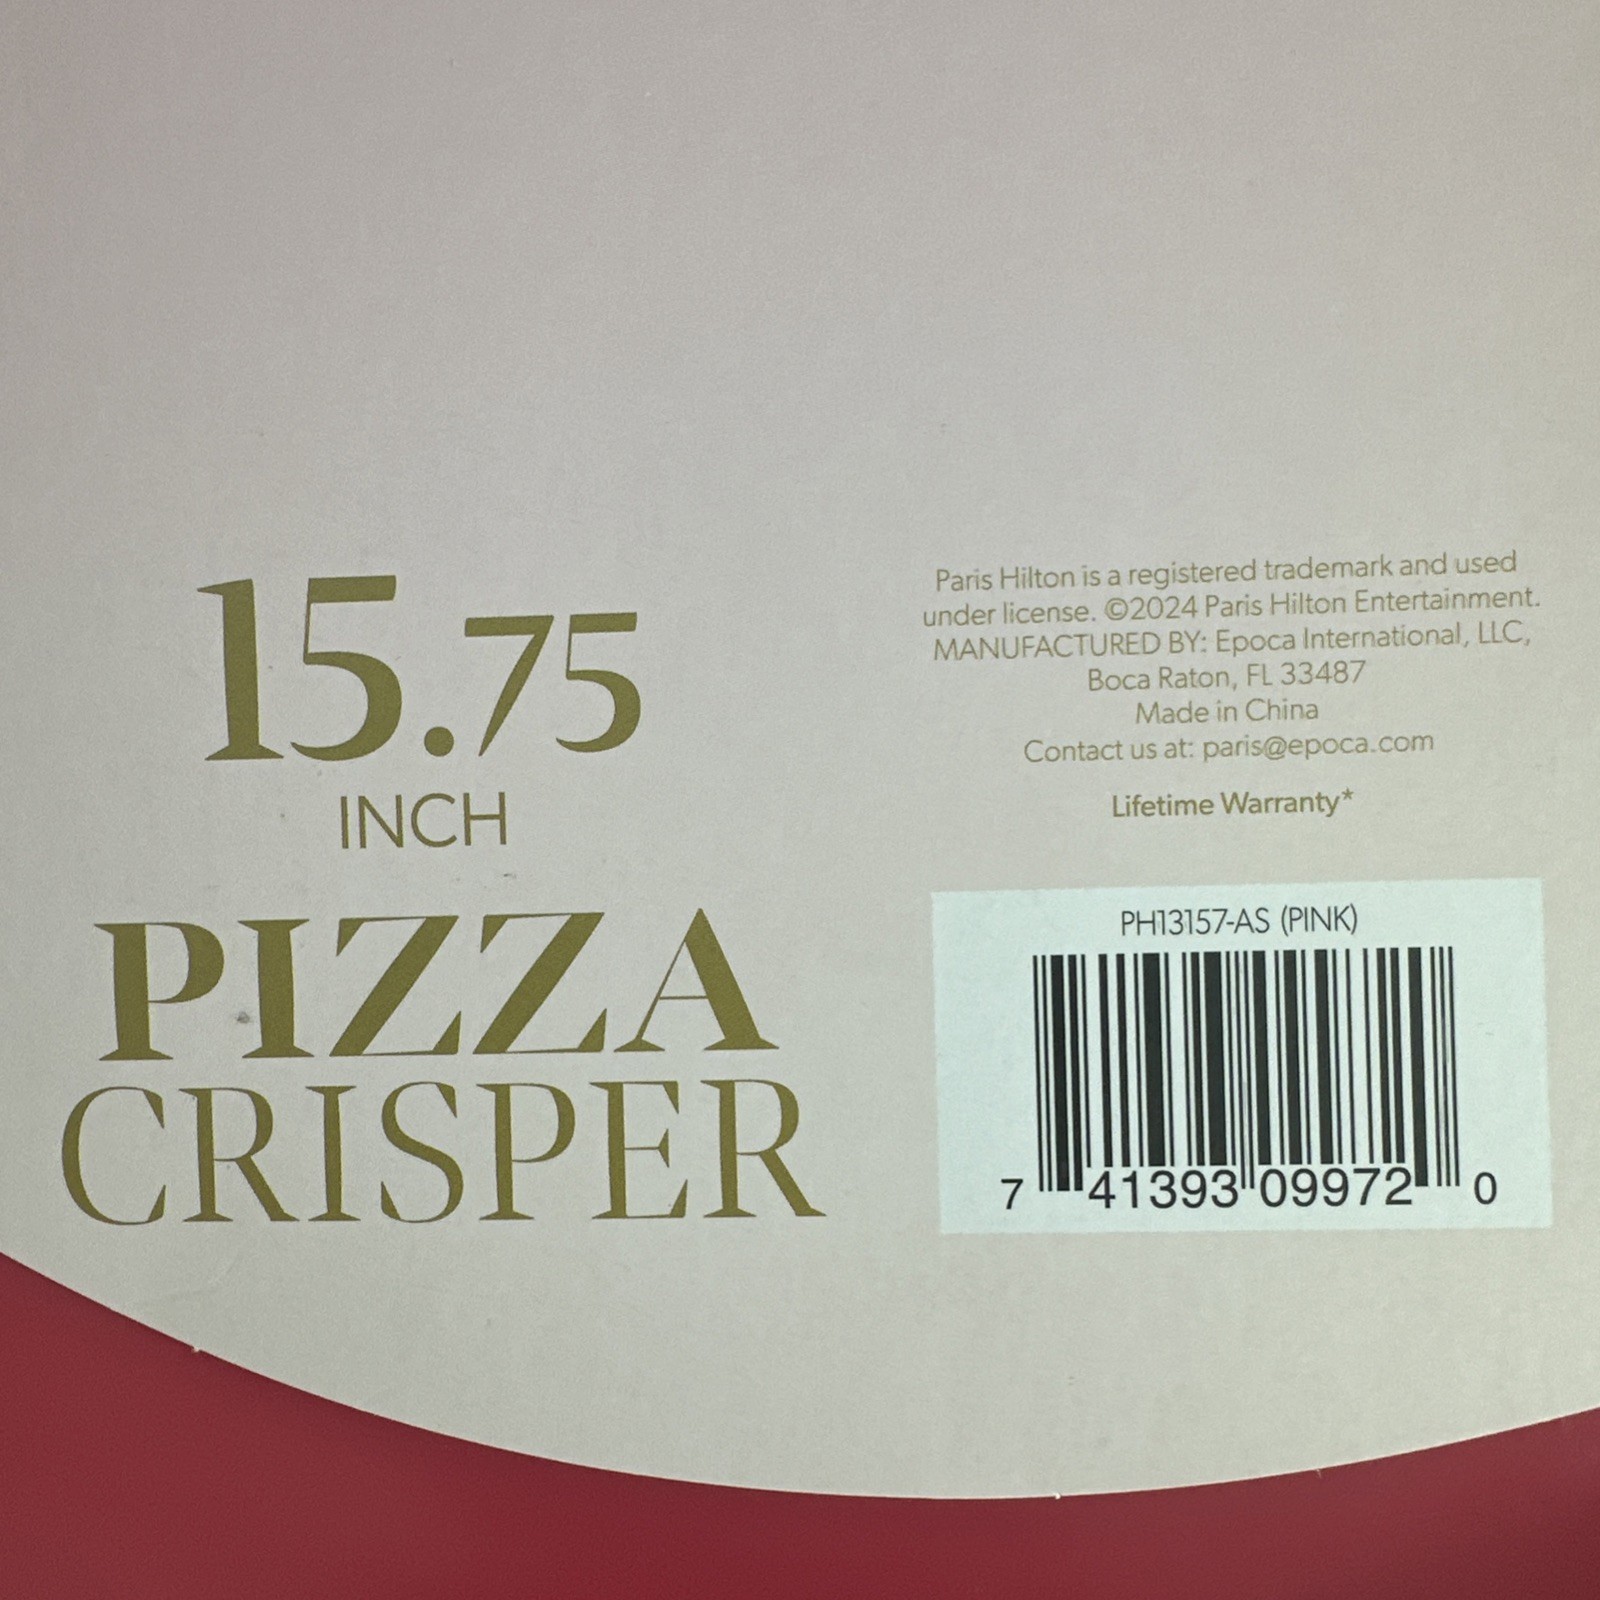 15.75
INCH
PIZZA
CRISPER
Paris Hilton is a registered trademark and used
under license. ©2024 Paris Hilton Entertainment.
MANUFACTURED BY: Epoca International, LLC,
Boca Raton, FL 33487
Made in China
Contact us at: paris@epoca.com
Lifetime Warranty*
PH13157-AS (PINK)
7 41393 09972 0